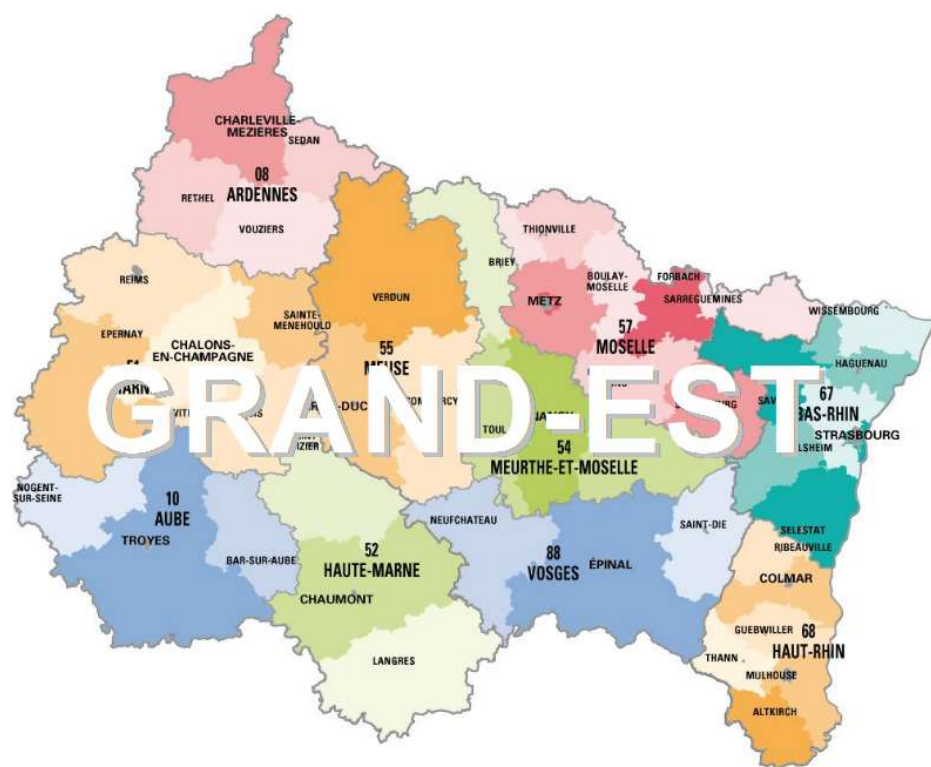 CHARLEVILLE-
MEZIÈRES
SEDAN
08
ARDENNES
RETHEL
VOUZIERS
REIMS
EPERNAY
CHALONS-
EN-CHAMPAGNE
SAINTE-
MENEHOULD
VERDUN
55
MEUSE
BRIEY
THIONVILLE
METZ
BOULAY-
MOSELLE
FORBACH
SARREGUEMINES
57
MOSELLE
WISSEMBOURG
HAGUENAU
67
BAS-RHIN
STRASBOURG
GRAND-EST
TOUL
54
MEURTHE-ET-MOSELLE
NOGENT-
SUR-SEINE
10
AUBE
TROYES
BAR-SUR-AUBE
52
HAUTE-MARNE
CHAUMONT
LANGRES
NEUFCHATEAU
88
VOSGES
ÉPINAL
SAINT-DIE
SELESTAT
RIBEAUVILLE
COLMAR
GUEBWILLER
68
HAUT-RHIN
THANN
MULHOUSE
ALTKIRCH